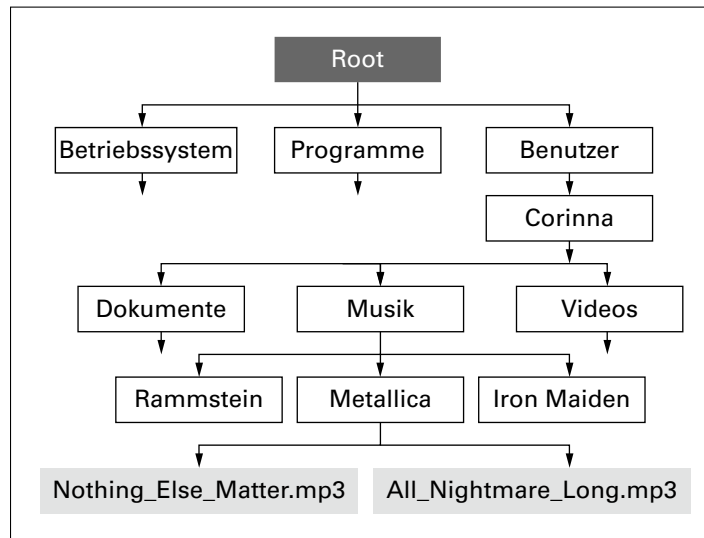 Root
Betriebssystem Programme Benutzer
Corinna
Dokumente Musik Videos
Rammstein Metallica Iron Maiden
Nothing_Else_Matter.mp3 All_Nightmare_Long.mp3